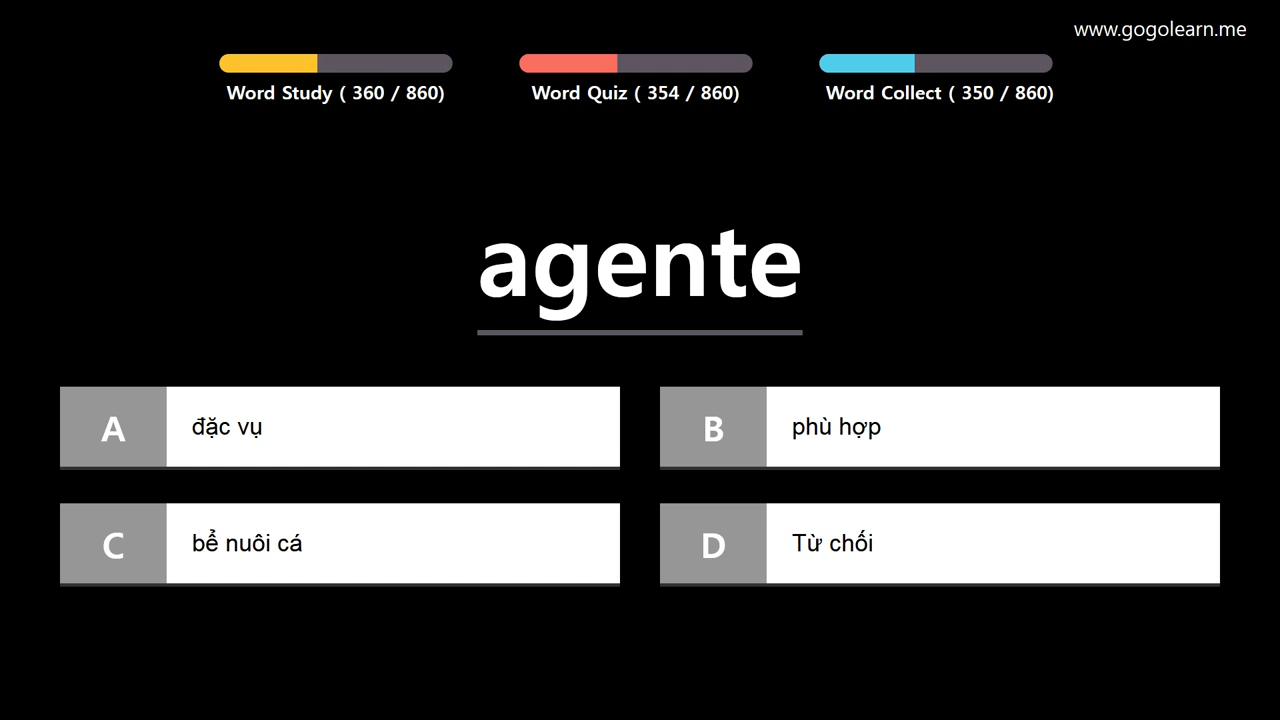 www.gogolearn.me
Word Study ( 360 / 860)
Word Quiz ( 354 / 860)
Word Collect ( 350 / 860)
agente
A
đặc vụ
B
phù hợp
C
bể nuôi cá
D
Từ chối